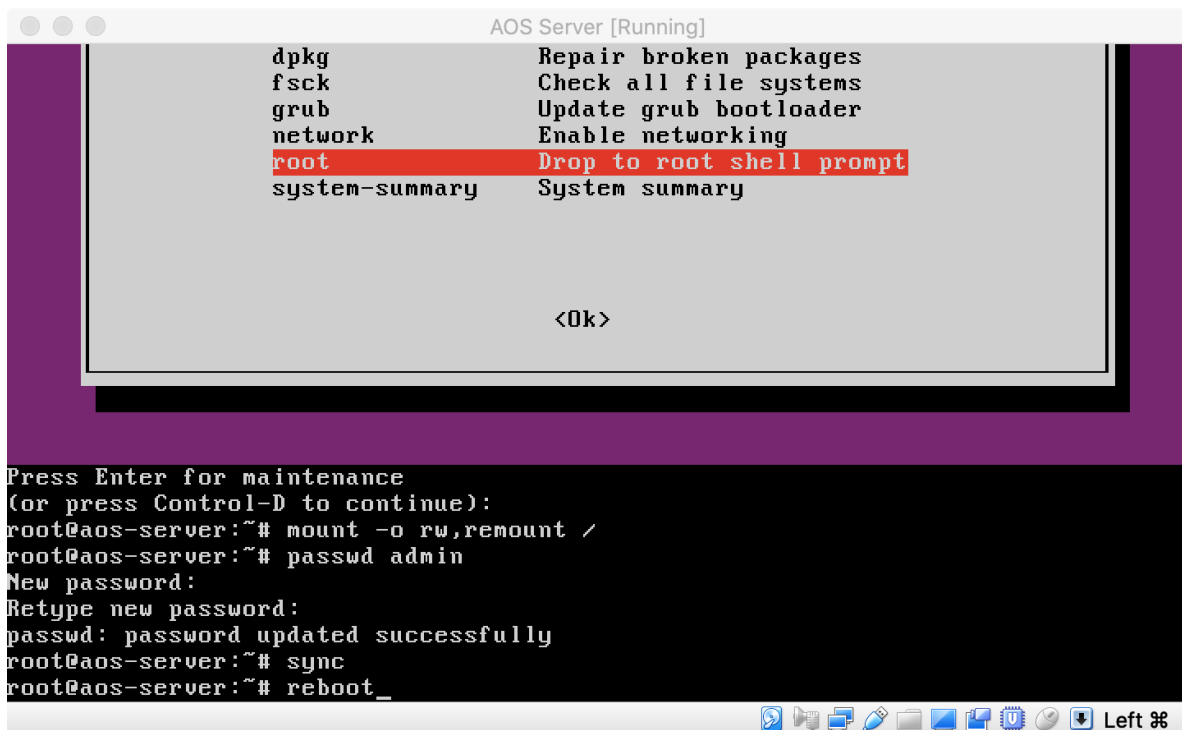 AOS Server [Running]
dpkg Repair broken packages
fsck Check all file systems
grub Update grub bootloader
network Enable networking
root Drop to root shell prompt
system-summary System summary
<Ok>
Press Enter for maintenance
(or press Control-D to continue):
root@aos-server:~# mount -o rw,remount /
root@aos-server:~# passwd admin
New password:
Retype new password:
passwd: password updated successfully
root@aos-server:~# sync
root@aos-server:~# reboot_
Left ⌘